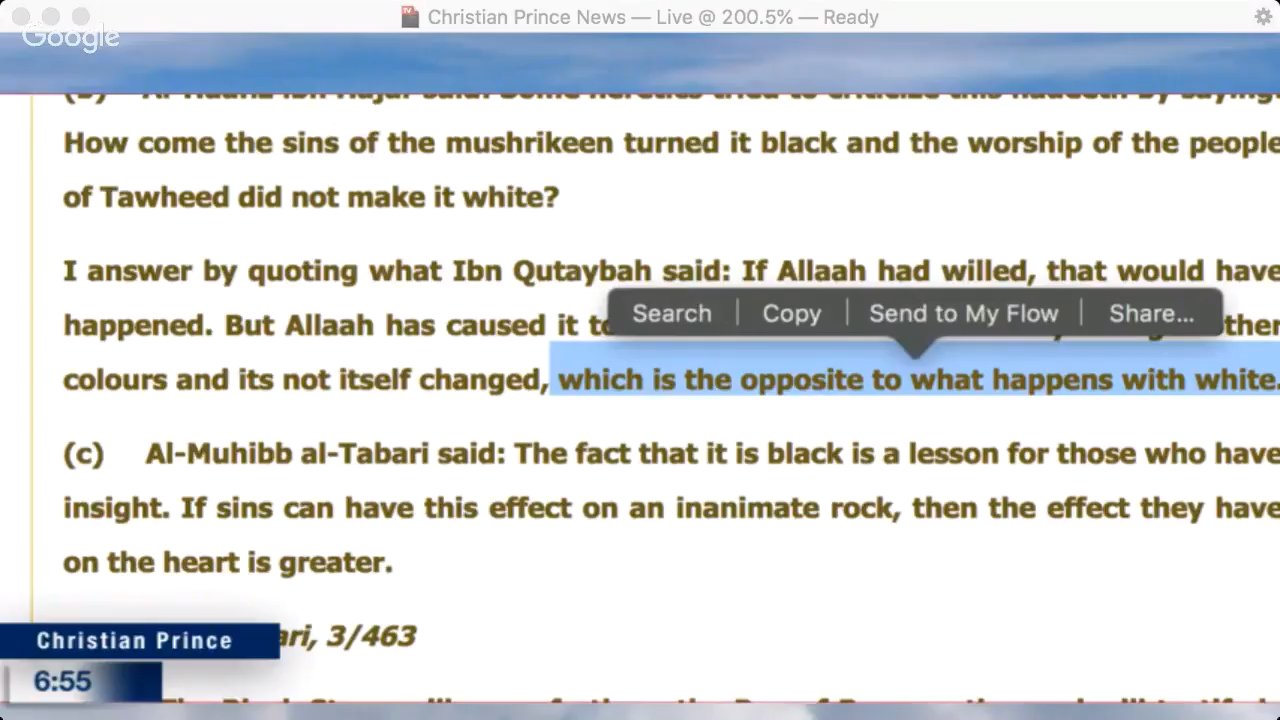 Christian Prince News — Live @ 200.5% — Ready
Google
How come the sins of the mushrikeen turned it black and the worship of the people
of Tawheed did not make it white?
I answer by quoting what Ibn Qutaybah said: If Allaah had willed, that would have
Search Copy Send to My Flow Share...
happened. But Allaah has caused it
colours and its not itself changed, which is the opposite to what happens with white.
(c) Al-Muhibb al-Tabari said: The fact that it is black is a lesson for those who have
insight. If sins can have this effect on an inanimate rock, then the effect they have
on the heart is greater.
Christian Prince
3/463
6:55